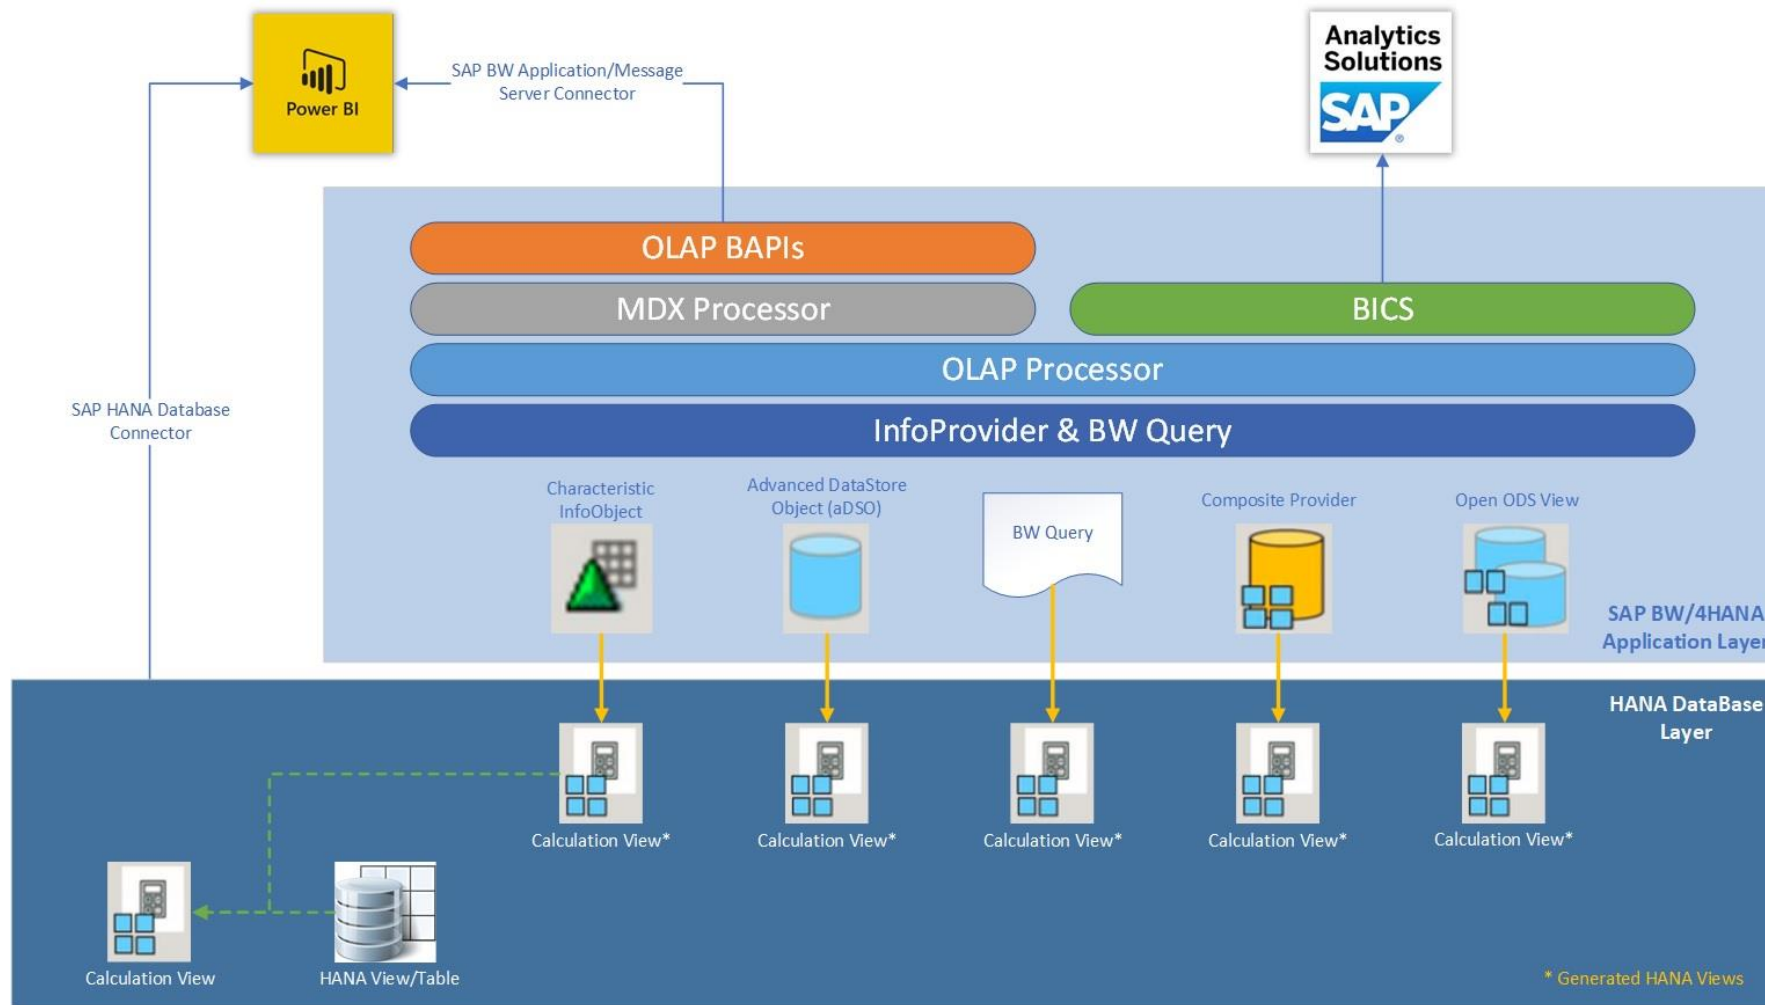 Power BI
SAP BW Application/Message
Server Connector
Analytics
Solutions
SAP
®
OLAP BAPIs
MDX Processor
BICS
OLAP Processor
InfoProvider & BW Query
SAP HANA Database
Connector
Characteristic
InfoObject
Advanced DataStore
Object (aDSO)
BW Query
Composite Provider
Open ODS View
SAP BW/4HANA
Application Layer
HANA DataBase
Layer
Calculation View*
Calculation View*
Calculation View*
Calculation View*
Calculation View*
Calculation View
HANA View/Table
* Generated HANA Views